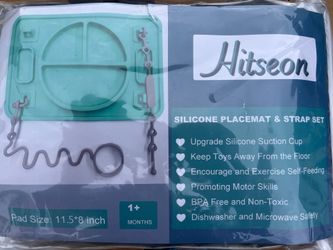 Hitseon
SILICONE PLACEMAT & STRAP SET
Upgrade Silicone Suction Cup
Keep Toys Away From the Floor
Encourage and Exercise Self-Feeding
Promoting Motor Skills
BPA Free and Non-Toxic
Dishwasher and Microwave Safety
Pad Size: 11.5*8 inch
1+
MONTHS